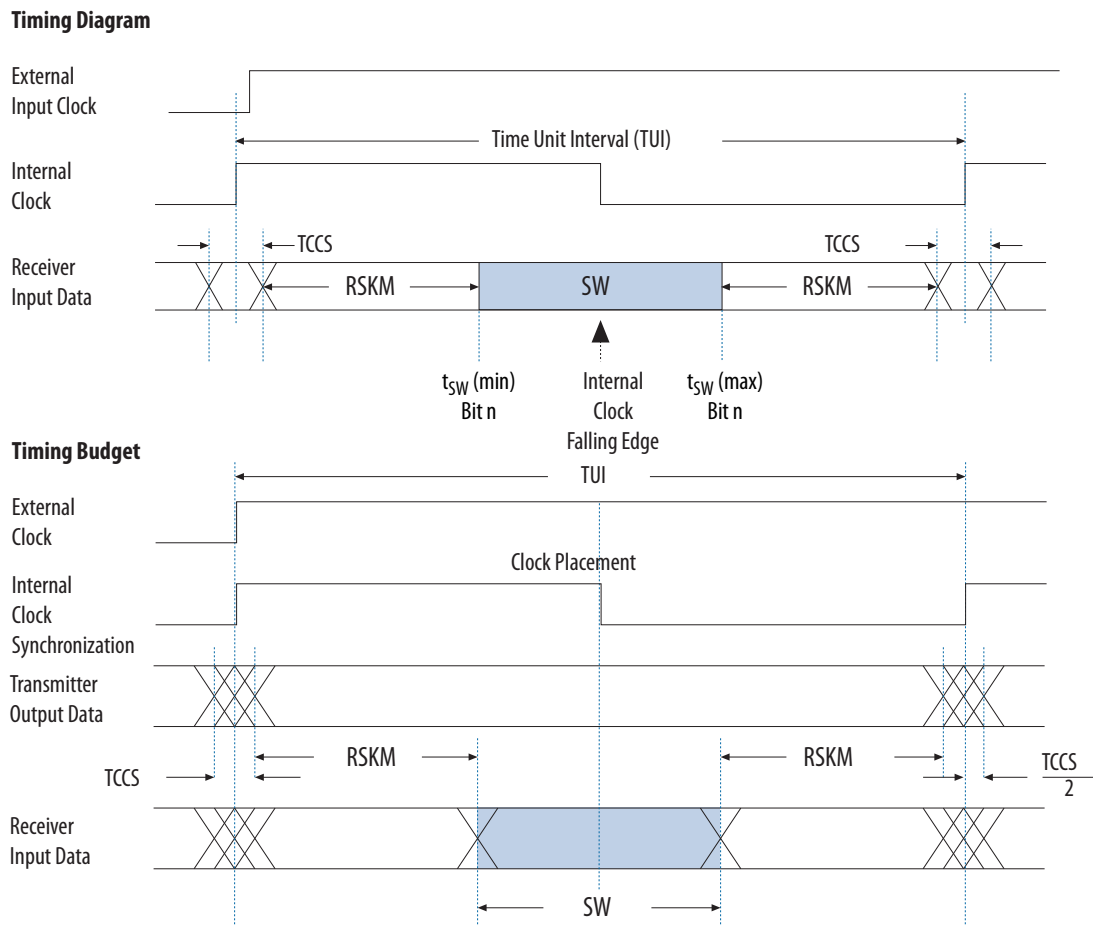 Timing Diagram
External
Input Clock
Time Unit Interval (TUI)
Internal
Clock
TCCS
TCCS
Receiver
Input Data
RSKM
SW
RSKM
tSW (min)
Bit n
Internal
Clock
Falling Edge
tSW (max)
Bit n
Timing Budget
TUI
External
Clock
Clock Placement
Internal
Clock
Synchronization
Transmitter
Output Data
RSKM
RSKM
TCCS
TCCS
2
Receiver
Input Data
SW